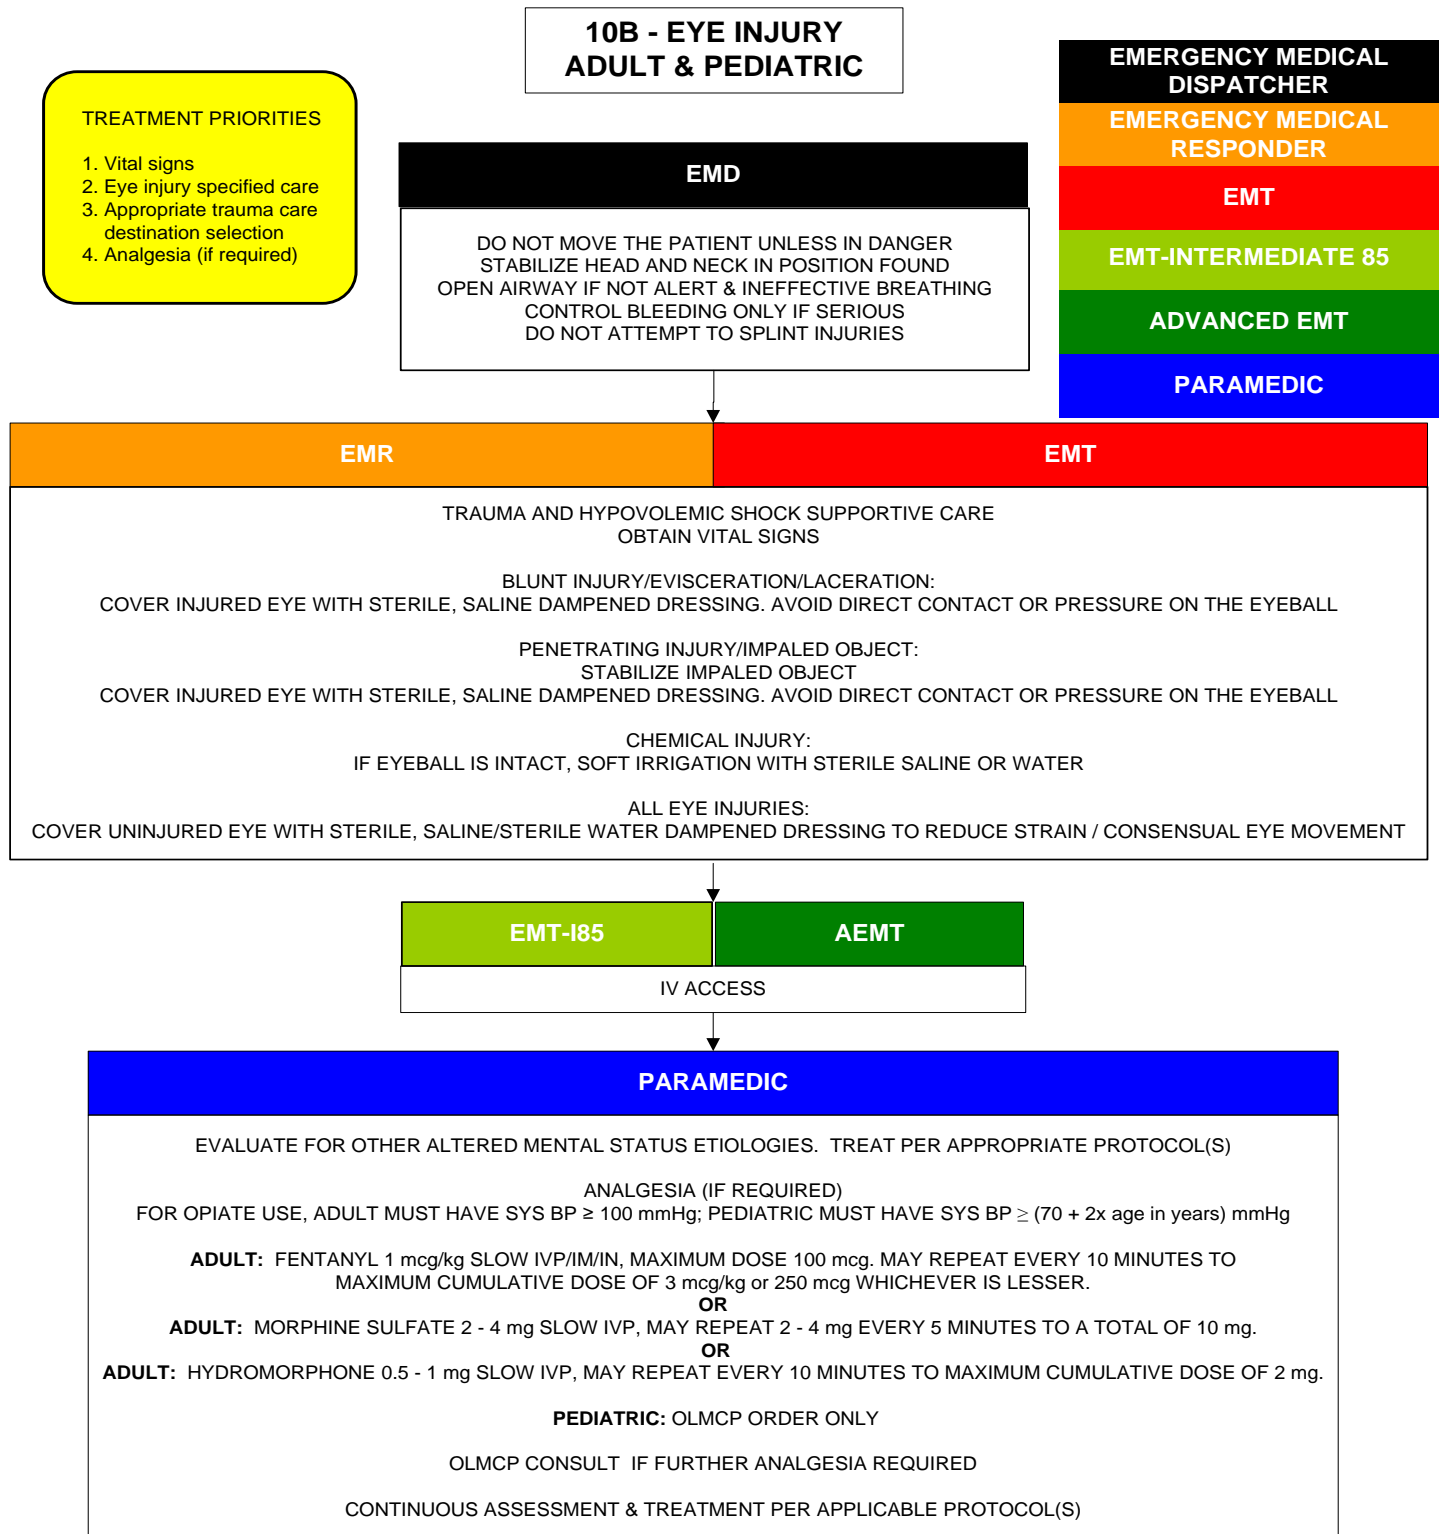 10B - EYE INJURY
ADULT & PEDIATRIC
TREATMENT PRIORITIES
1. Vital signs
2. Eye injury specified care
3. Appropriate trauma care
destination selection
4. Analgesia (if required)
EMERGENCY MEDICAL
DISPATCHER
EMERGENCY MEDICAL
RESPONDER
EMT
EMT-INTERMEDIATE 85
ADVANCED EMT
PARAMEDIC
EMD
DO NOT MOVE THE PATIENT UNLESS IN DANGER
STABILIZE HEAD AND NECK IN POSITION FOUND
OPEN AIRWAY IF NOT ALERT & INEFFECTIVE BREATHING
CONTROL BLEEDING ONLY IF SERIOUS
DO NOT ATTEMPT TO SPLINT INJURIES
EMR
EMT
TRAUMA AND HYPOVOLEMIC SHOCK SUPPORTIVE CARE
OBTAIN VITAL SIGNS
BLUNT INJURY/EVISCERATION/LACERATION:
COVER INJURED EYE WITH STERILE, SALINE DAMPENED DRESSING. AVOID DIRECT CONTACT OR PRESSURE ON THE EYEBALL
PENETRATING INJURY/IMPALED OBJECT:
STABILIZE IMPALED OBJECT
COVER INJURED EYE WITH STERILE, SALINE DAMPENED DRESSING. AVOID DIRECT CONTACT OR PRESSURE ON THE EYEBALL
CHEMICAL INJURY:
IF EYEBALL IS INTACT, SOFT IRRIGATION WITH STERILE SALINE OR WATER
ALL EYE INJURIES:
COVER UNINJURED EYE WITH STERILE, SALINE/STERILE WATER DAMPENED DRESSING TO REDUCE STRAIN / CONSENSUAL EYE MOVEMENT
EMT-I85
AEMT
IV ACCESS
PARAMEDIC
EVALUATE FOR OTHER ALTERED MENTAL STATUS ETIOLOGIES.  TREAT PER APPROPRIATE PROTOCOL(S)
ANALGESIA (IF REQUIRED)
FOR OPIATE USE, ADULT MUST HAVE SYS BP ≥ 100 mmHg; PEDIATRIC MUST HAVE SYS BP ≥ (70 + 2x age in years) mmHg
ADULT:  FENTANYL 1 mcg/kg SLOW IVP/IM/IN, MAXIMUM DOSE 100 mcg. MAY REPEAT EVERY 10 MINUTES TO
MAXIMUM CUMULATIVE DOSE OF 3 mcg/kg or 250 mcg WHICHEVER IS LESSER.
OR
ADULT:  MORPHINE SULFATE 2 - 4 mg SLOW IVP, MAY REPEAT 2 - 4 mg EVERY 5 MINUTES TO A TOTAL OF 10 mg.
OR
ADULT:  HYDROMORPHONE 0.5 - 1 mg SLOW IVP, MAY REPEAT EVERY 10 MINUTES TO MAXIMUM CUMULATIVE DOSE OF 2 mg.
PEDIATRIC: OLMCP ORDER ONLY
OLMCP CONSULT  IF FURTHER ANALGESIA REQUIRED
CONTINUOUS ASSESSMENT & TREATMENT PER APPLICABLE PROTOCOL(S)